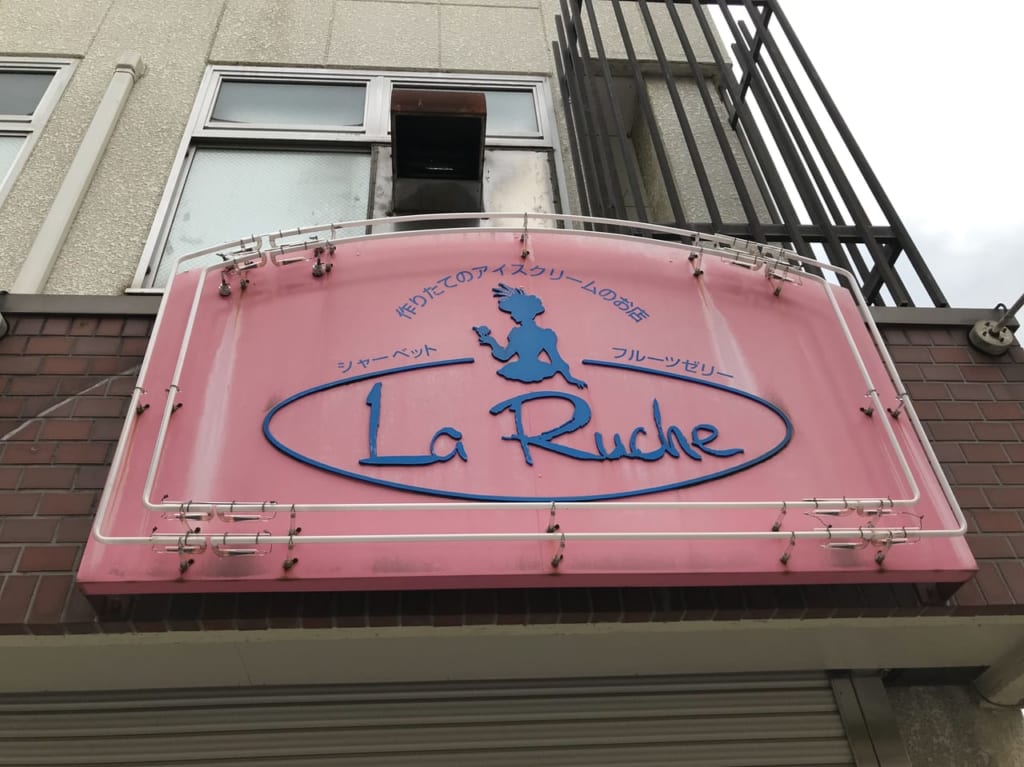 作りたてのアイスクリームのお店
シャーベット
フルーツゼリー
La Ruche